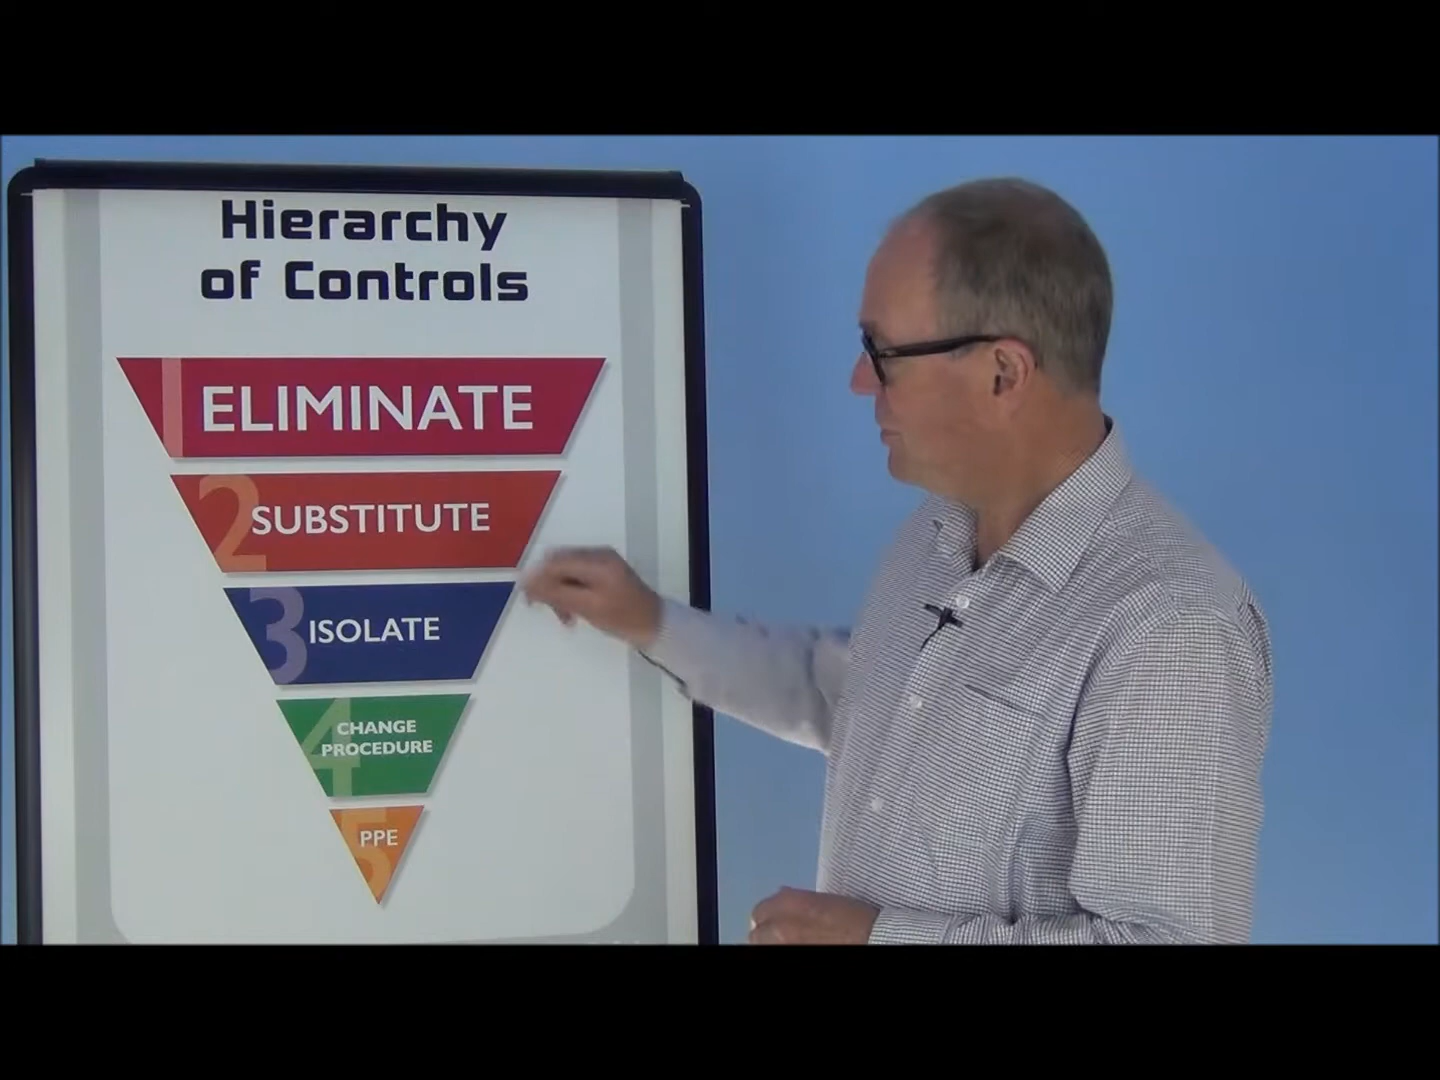 Hierarchy
of Controls
1 ELIMINATE
2 SUBSTITUTE
3 ISOLATE
4 CHANGE
PROCEDURE
5 PPE